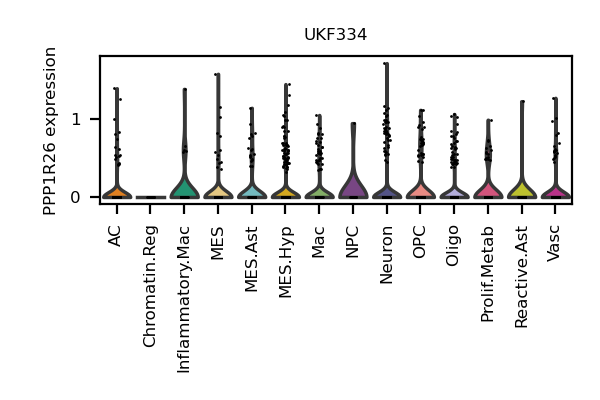 UKF334
PPP1R26 expression
1
0
AC
Chromatin.Reg
Inflammatory.Mac
MES
MES.Ast
MES.Hyp
Mac
NPC
Neuron
OPC
Oligo
Prolif.Metab
Reactive.Ast
Vasc